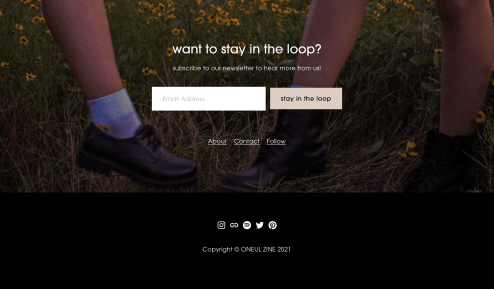 want to stay in the loop?
subscribe to our newsletter to hear more from us!
Email Address
stay in the loop
About Contact Follow
Copyright © ONEUL ZINE 2021